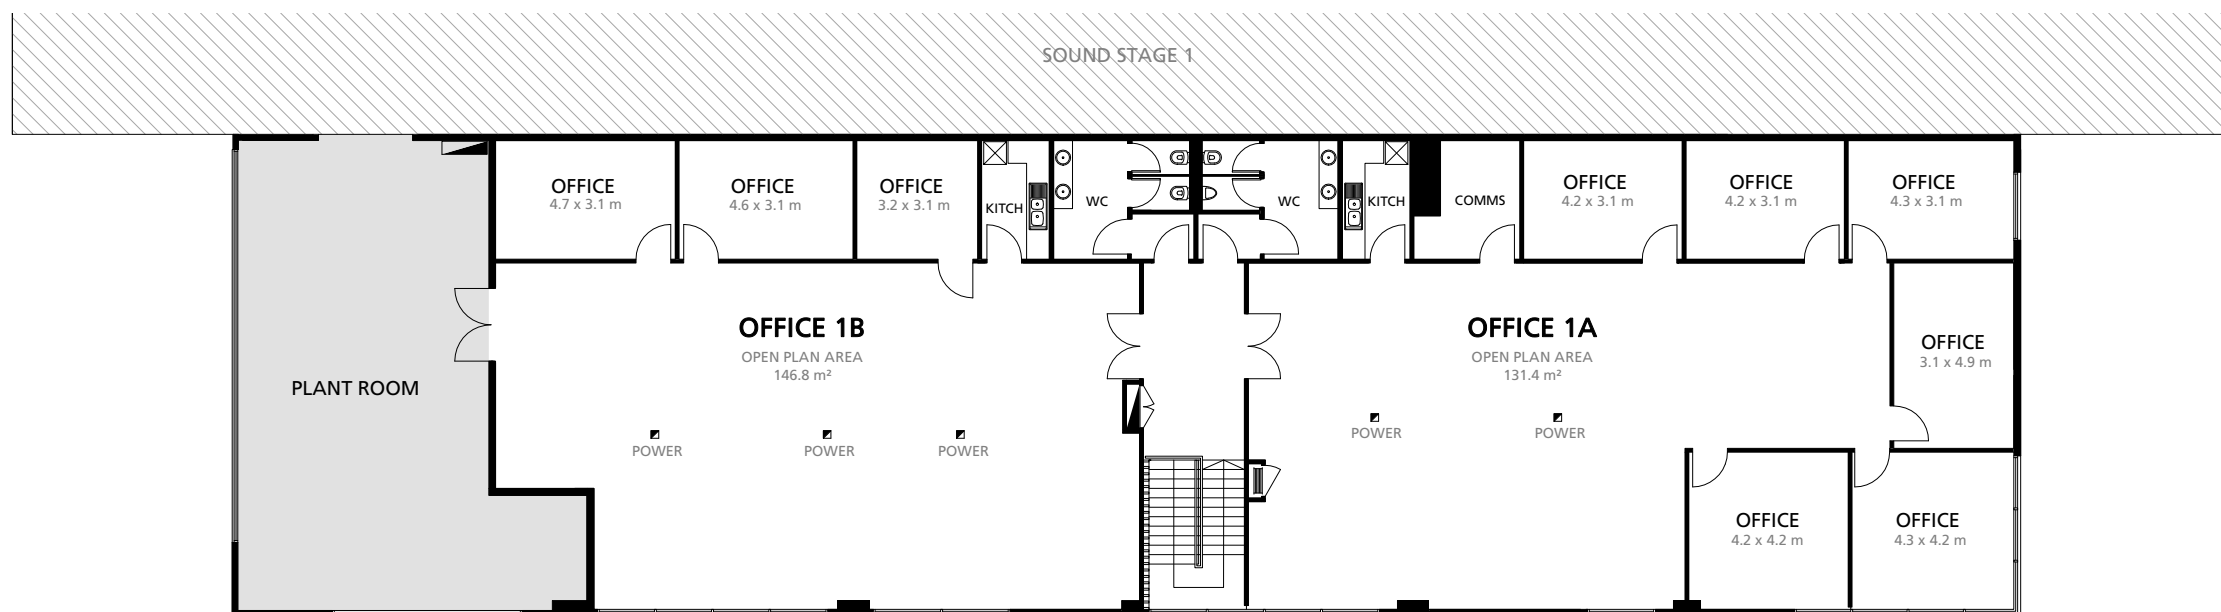 SOUND STAGE 1
OFFICE
4.7 x 3.1 m
OFFICE
4.6 x 3.1 m
OFFICE
3.2 x 3.1 m
KITCH
WC
WC
KITCH
COMMS
OFFICE
4.2 x 3.1 m
OFFICE
4.2 x 3.1 m
OFFICE
4.3 x 3.1 m
OFFICE 1B
OPEN PLAN AREA
146.8 m²
OFFICE 1A
OPEN PLAN AREA
131.4 m²
OFFICE
3.1 x 4.9 m
PLANT ROOM
POWER
POWER
POWER
POWER
POWER
OFFICE
4.2 x 4.2 m
OFFICE
4.3 x 4.2 m